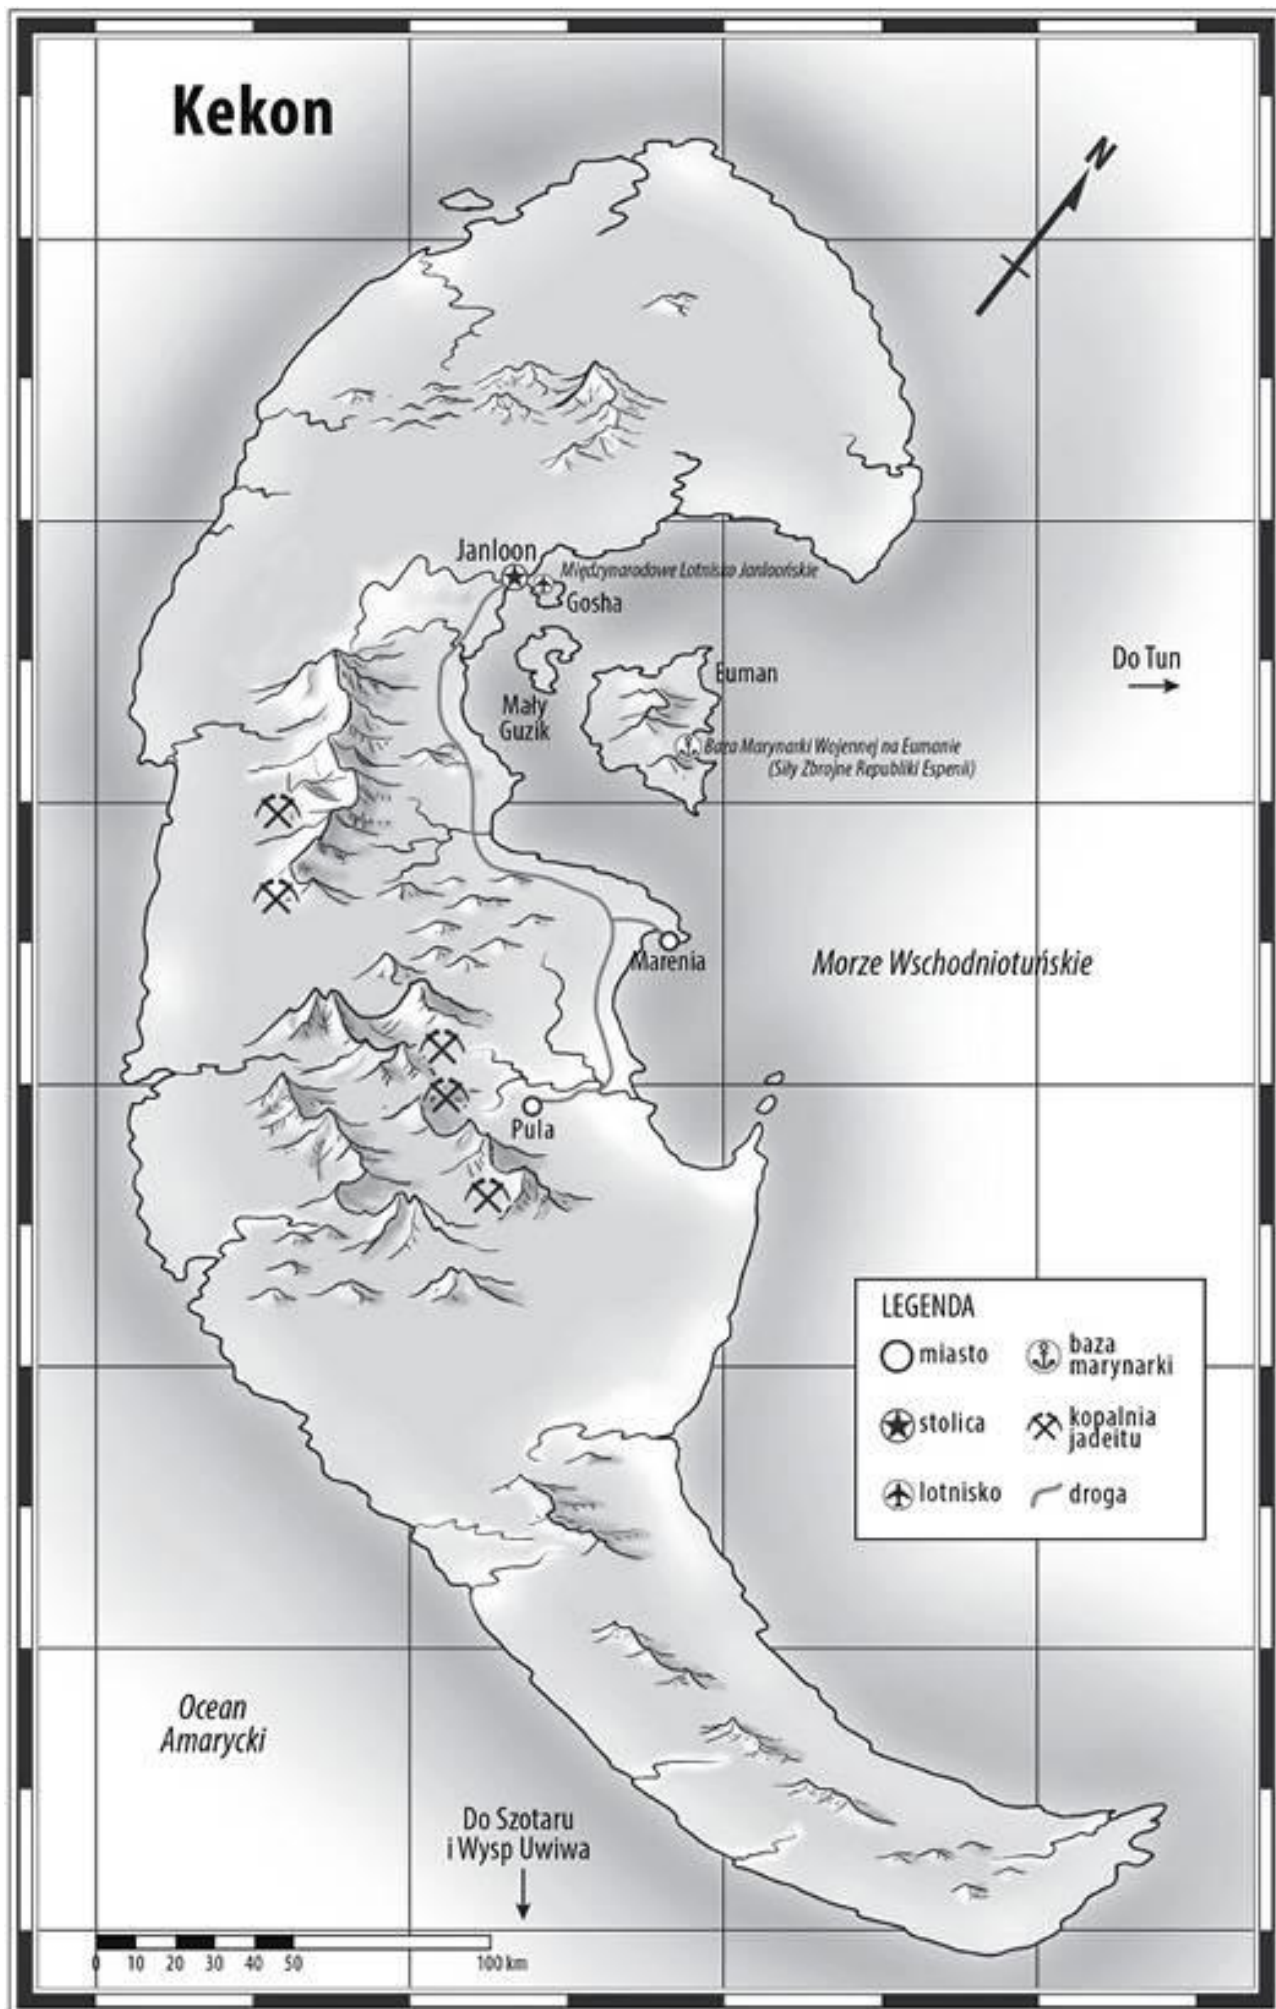 Kekon
N
Janloon
Międzynarodowe Lotnisko Janloońskie
Gosha
Mały
Guzik
Euman
Baza Marynarki Wojennej na Eumanie
(Siły Zbrojne Republiki Espenii)
Do Tun
Marenia
Morze Wschodniotuńskie
Pula
LEGENDA
miasto
baza
marynarki
stolica
kopalnia
jadeitu
lotnisko
droga
Ocean
Amarycki
Do Szotaru
i Wysp Uwiwa
0 10 20 30 40 50 100 km